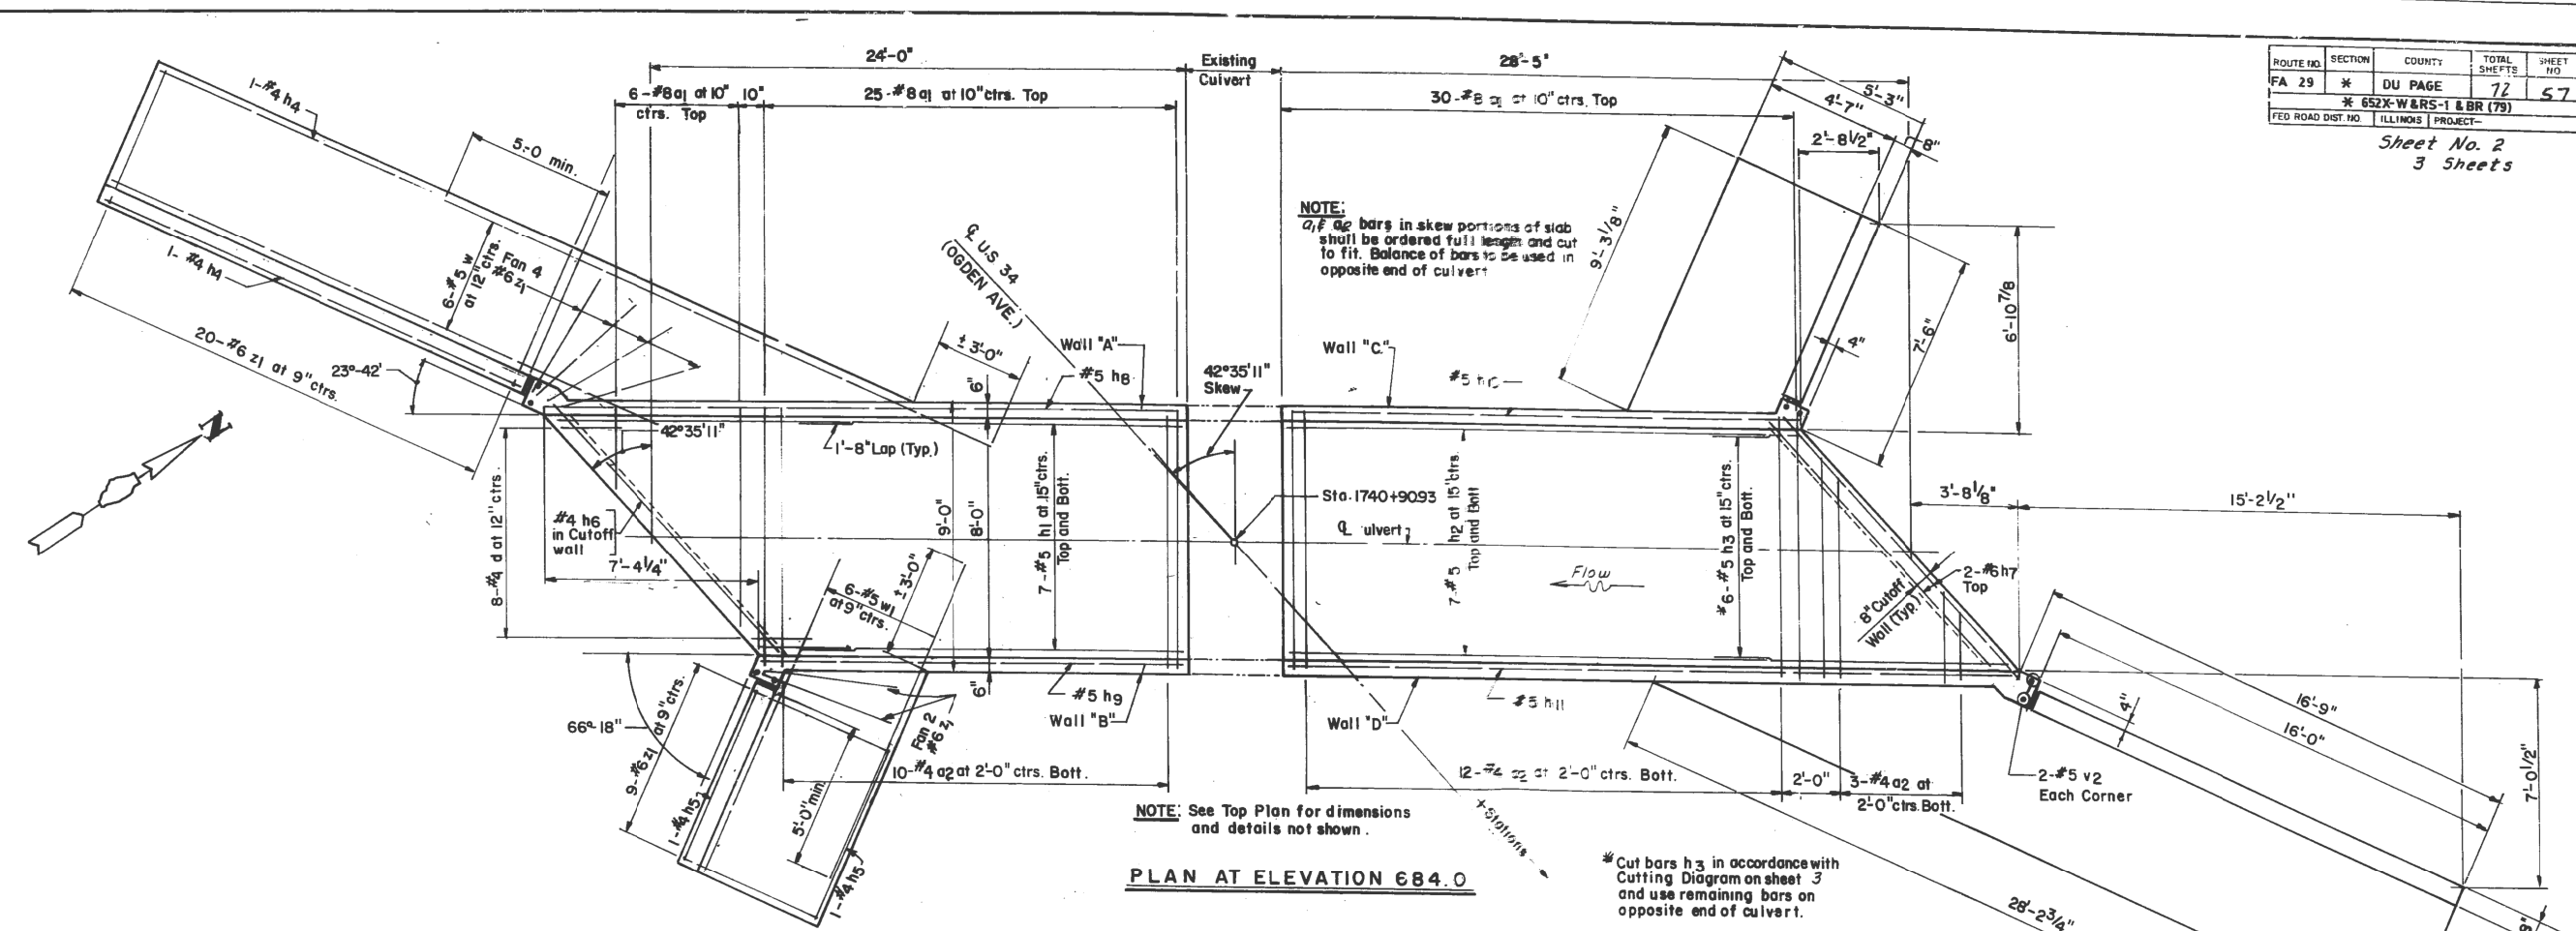 ROUTE NO. SECTION COUNTY TOTAL SHEETS SHEET NO
FA 29 * DU PAGE 72 57
* 652X-W&RS-1 & BR (79)
FED ROAD DIST. NO. ILLINOIS PROJECT-
Sheet No. 2
3 Sheets
24'-0"
Existing
Culvert
28'-5"
6-#8 a1 at 10"
ctrs. Top
10"
25-#8 a1 at 10"ctrs. Top
30-#8 a1 at 10"ctrs. Top
5'-3"
4'-7"
8"
2'-8 1/2"
1-#4 h4
5'-0 min.
1-#4 h4
6-#5 w
at 12"ctrs.
Fan 4
#6 z1
20-#6 z1 at 9"ctrs.
23°-42'
℄ U.S 34
(OGDEN AVE.)
NOTE:
a1 & a2 bars in skew portions of slab
shall be ordered full length and cut
to fit. Balance of bars to be used in
opposite end of culvert
9'-3 1/8"
7'-6"
6'-10 7/8
4"
± 3'-0"
Wall "A"
#5 h8
6"
42°35'11"
Skew
Wall "C"
42°35'11"
1'-8" Lap (Typ.)
N
8-#4 d at 12" ctrs.
#4 h6
in Cutoff
wall
7'-4 1/4"
9'-0"
8'-0"
7-#5 h1 at 15"ctrs.
Top and Bott.
Sta. 1740+90.93
7-#5 h2 at 15"ctrs.
Top and Bott
*6-#5 h3 at 15"ctrs.
Top and Bott.
Flow
3'-8 1/8"
15'-2 1/2"
2-#6 h7
Top
8" Cutoff
Wall (Typ.)
6-#5 w1
at 9"ctrs.
± 3'-0"
6"
#5 h9
Wall "B"
Wall "D"
#5 h11
66°-18"
9-#6 z1 at 9"ctrs.
1-#4 h5
Fan 2
#6 z1
5'-0"min.
1-#4 h5
10-#4 a2 at 2'-0" ctrs. Bott.
12-#4 a2 at 2'-0" ctrs. Bott.
2'-0"
3-#4 a2 at
2'-0"ctrs. Bott.
4"
16'-9"
16'-0"
7'-0 1/2"
2-#5 v2
Each Corner
NOTE: See Top Plan for dimensions
and details not shown.
Stations
PLAN AT ELEVATION 684.0
* Cut bars h3 in accordance with
Cutting Diagram on sheet 3
and use remaining bars on
opposite end of culvert.
28'-2 3/4"
8"